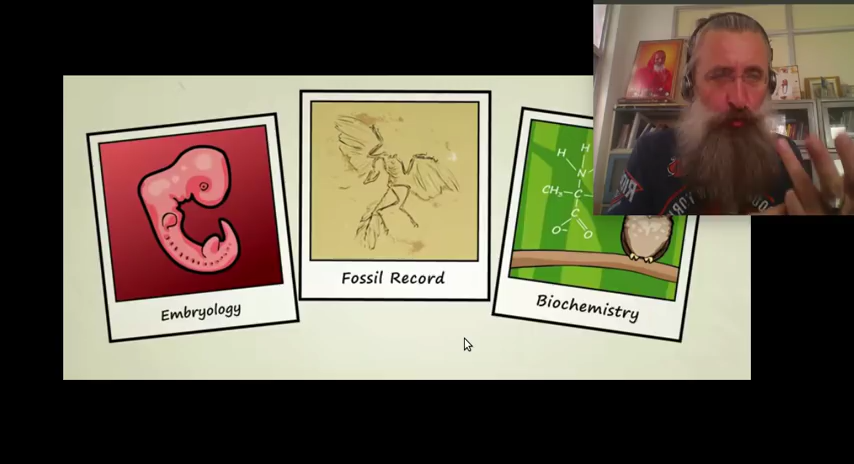 Embryology
Fossil Record
H H
N
CH₃ C
C
O- O
Biochemistry